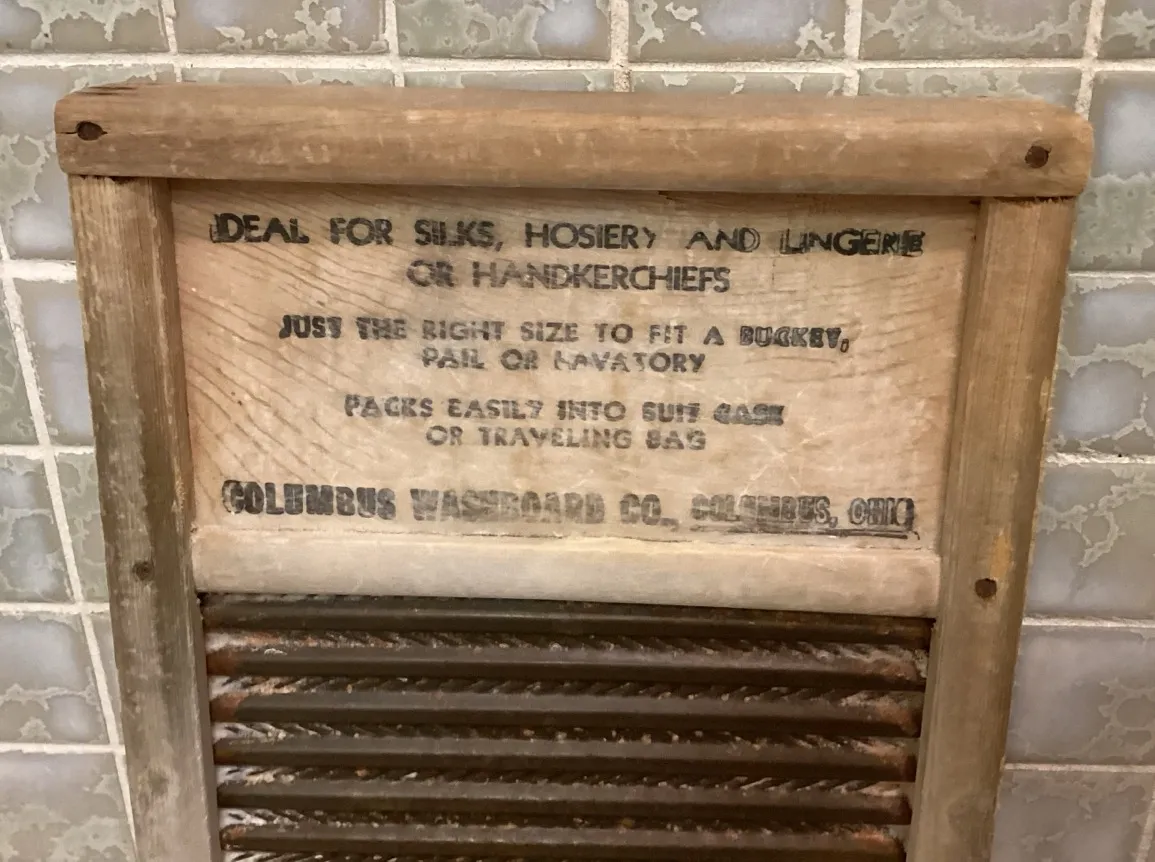 IDEAL FOR SILKS, HOSIERY AND LINGERIE
OR HANDKERCHIEFS
JUST THE RIGHT SIZE TO FIT A BUCKET,
PAIL OR LAVATORY
PACKS EASILY INTO SUIT CASE
OR TRAVELING BAG
COLUMBUS WASHBOARD CO., COLUMBUS, OHIO